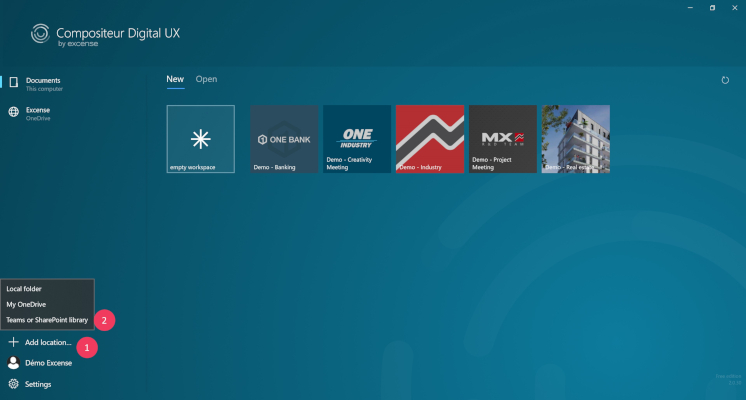 Compositeur Digital UX
by excense
Documents
This computer
Excense
OneDrive
New
Open
empty workspace
ONE BANK
Demo - Banking
ONE
INDUSTRY
Demo - Creativity
Meeting
Demo - Industry
MX
R&D TEAM
Demo - Project
Meeting
Demo - Real estate
Local folder
My OneDrive
Teams or SharePoint library
2
Add location...
1
Démo Excense
Settings